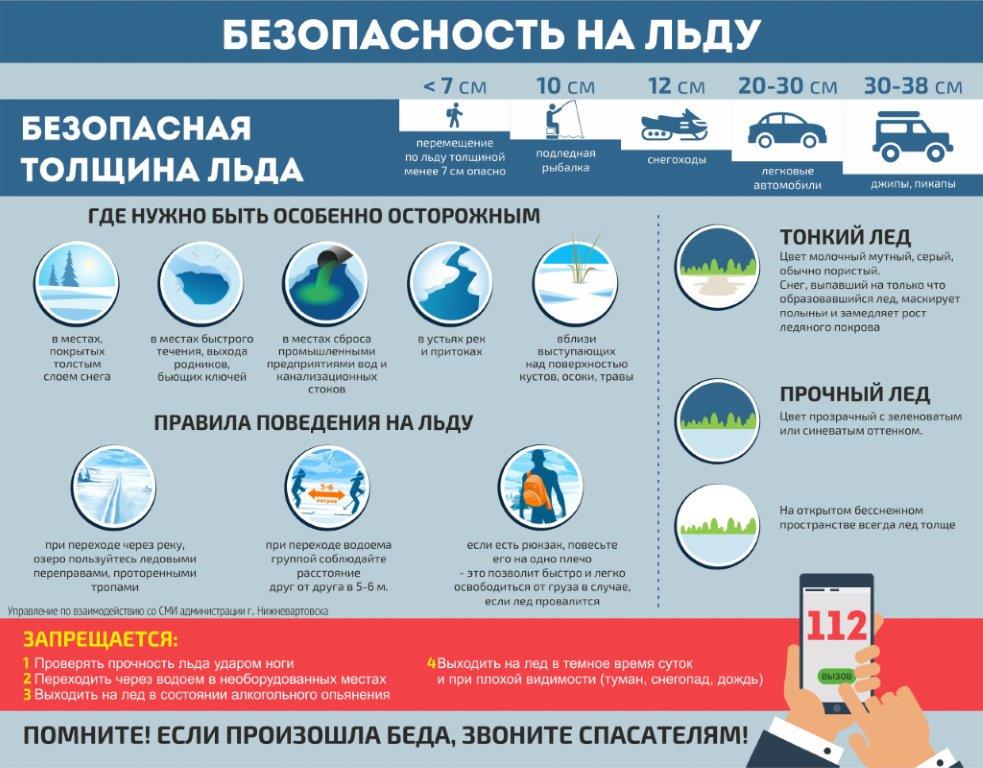 БЕЗОПАСНОСТЬ НА ЛЬДУ
БЕЗОПАСНАЯ
ТОЛЩИНА ЛЬДА
< 7 СМ
перемещение
по льду толщиной
менее 7 см опасно
10 СМ
подледная
рыбалка
12 СМ
снегоходы
20-30 СМ
легковые
автомобили
30-38 СМ
джипы, пикапы
ГДЕ НУЖНО БЫТЬ ОСОБЕННО ОСТОРОЖНЫМ
в местах,
покрытых
толстым
слоем снега
в местах быстрого
течения, выхода
родников,
бьющих ключей
в местах сброса
промышленными
предприятиями вод и
канализационных
стоков
в устьях рек
и притоках
вблизи
выступающих
над поверхностью
кустов, осоки, травы
ПРАВИЛА ПОВЕДЕНИЯ НА ЛЬДУ
при переходе через реку,
озеро пользуйтесь ледовыми
переправами, проторенными
тропами
5-6
метров
при переходе водоема
группой соблюдайте
расстояние
друг от друга в 5-6 м.
если есть рюкзак, повесьте
его на одно плечо
- это позволит быстро и легко
освободиться от груза в случае,
если лед провалится
ТОНКИЙ ЛЕД
Цвет молочный мутный, серый,
обычно пористый.
Снег, выпавший на только что
образовавшийся лед, маскирует
полыньи и замедляет рост
ледяного покрова
ПРОЧНЫЙ ЛЕД
Цвет прозрачный с зеленоватым
или синеватым оттенком.
На открытом бесснежном
пространстве всегда лед толще
Управление по взаимодействию со СМИ администрации г. Нижневартовска
ЗАПРЕЩАЕТСЯ:
1 Проверять прочность льда ударом ноги
2 Переходить через водоем в необорудованных местах
3 Выходить на лед в состоянии алкогольного опьянения
4 Выходить на лед в темное время суток
и при плохой видимости (туман, снегопад, дождь)
112
ВЫЗОВ
ПОМНИТЕ! ЕСЛИ ПРОИЗОШЛА БЕДА, ЗВОНИТЕ СПАСАТЕЛЯМ!